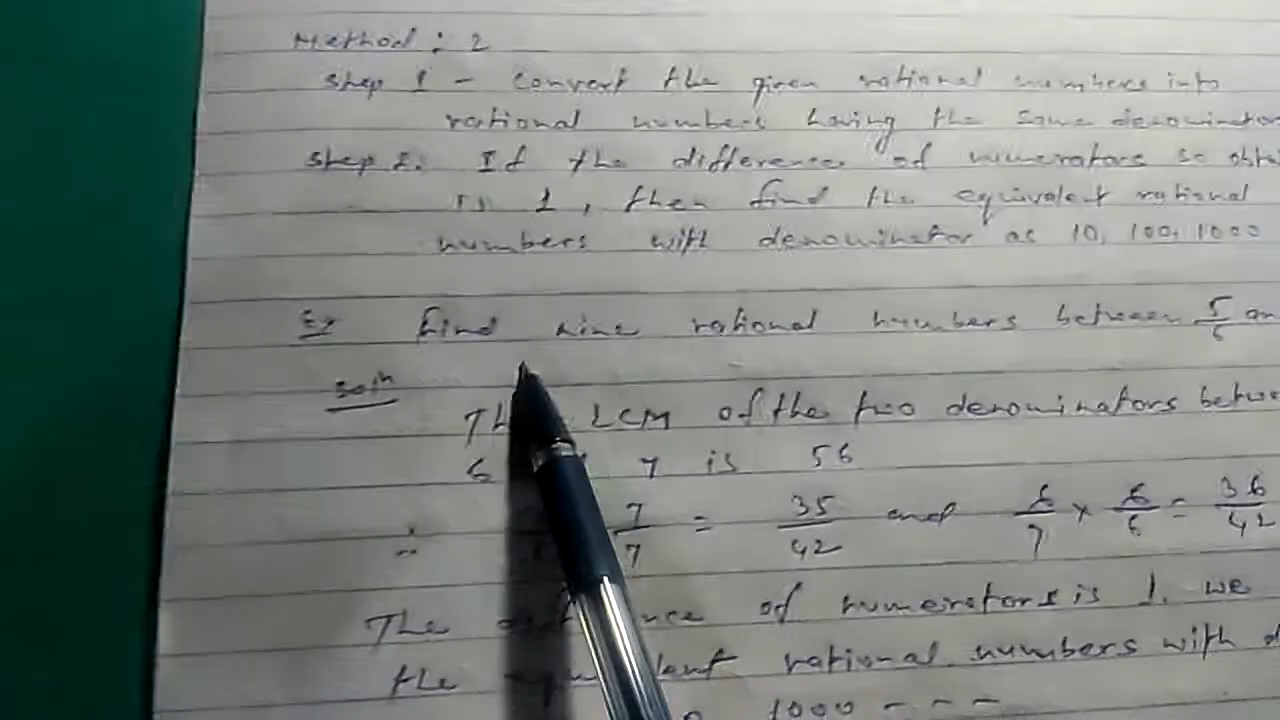 Method : 2
Step 1 - Convert the given rational numbers into
rational numbers having the same denominator
Step 2: If the difference of numerators so
is 1, then find the equivalent rational
numbers with denominator as 10, 100, 1000
Ex Find nine rational numbers between 5/6
Soln
LCM of the two denominators
6 7 is 56
∴ 7/7 = 35/42 and 6/7 × 6/6 = 36/42
The of numerators is 1. we
the rational numbers with
1000 - - -